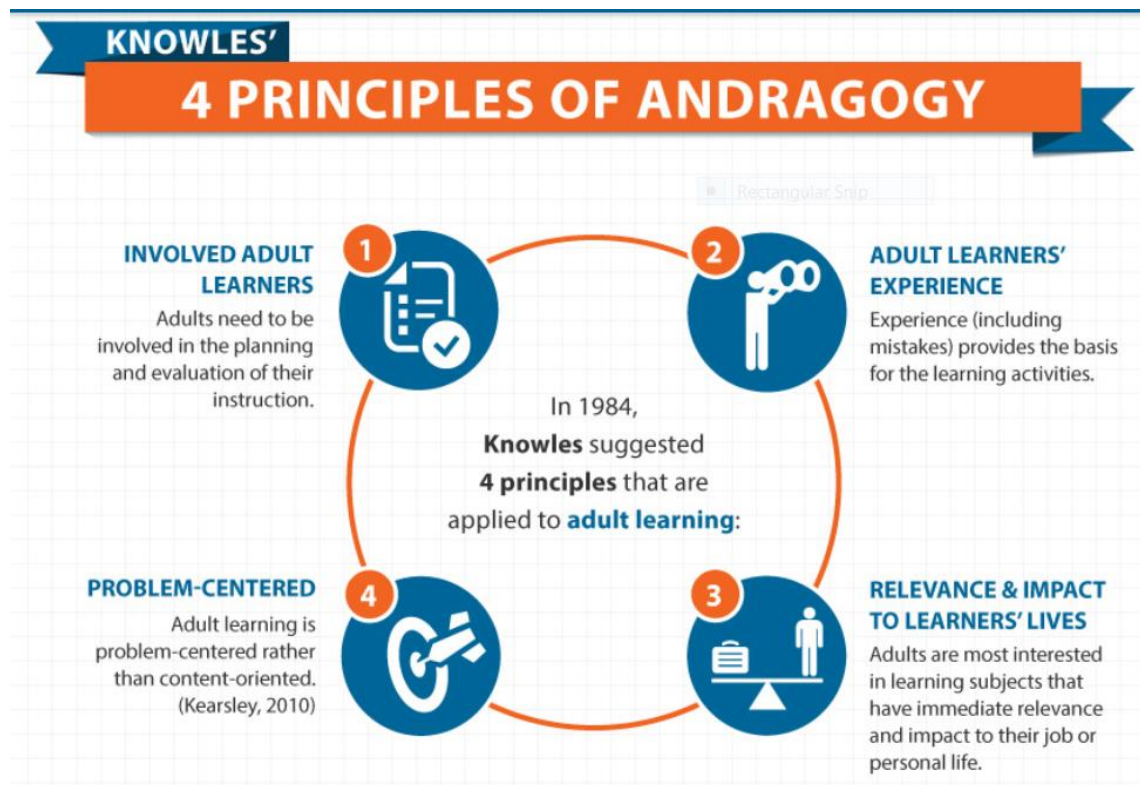 KNOWLES'
4 PRINCIPLES OF ANDRAGOGY
Rectangular Snip
1
INVOLVED ADULT
LEARNERS
Adults need to be
involved in the planning
and evaluation of their
instruction.
2
ADULT LEARNERS'
EXPERIENCE
Experience (including
mistakes) provides the basis
for the learning activities.
In 1984,
Knowles suggested
4 principles that are
applied to adult learning:
3
RELEVANCE & IMPACT
TO LEARNERS' LIVES
Adults are most interested
in learning subjects that
have immediate relevance
and impact to their job or
personal life.
4
PROBLEM-CENTERED
Adult learning is
problem-centered rather
than content-oriented.
(Kearsley, 2010)